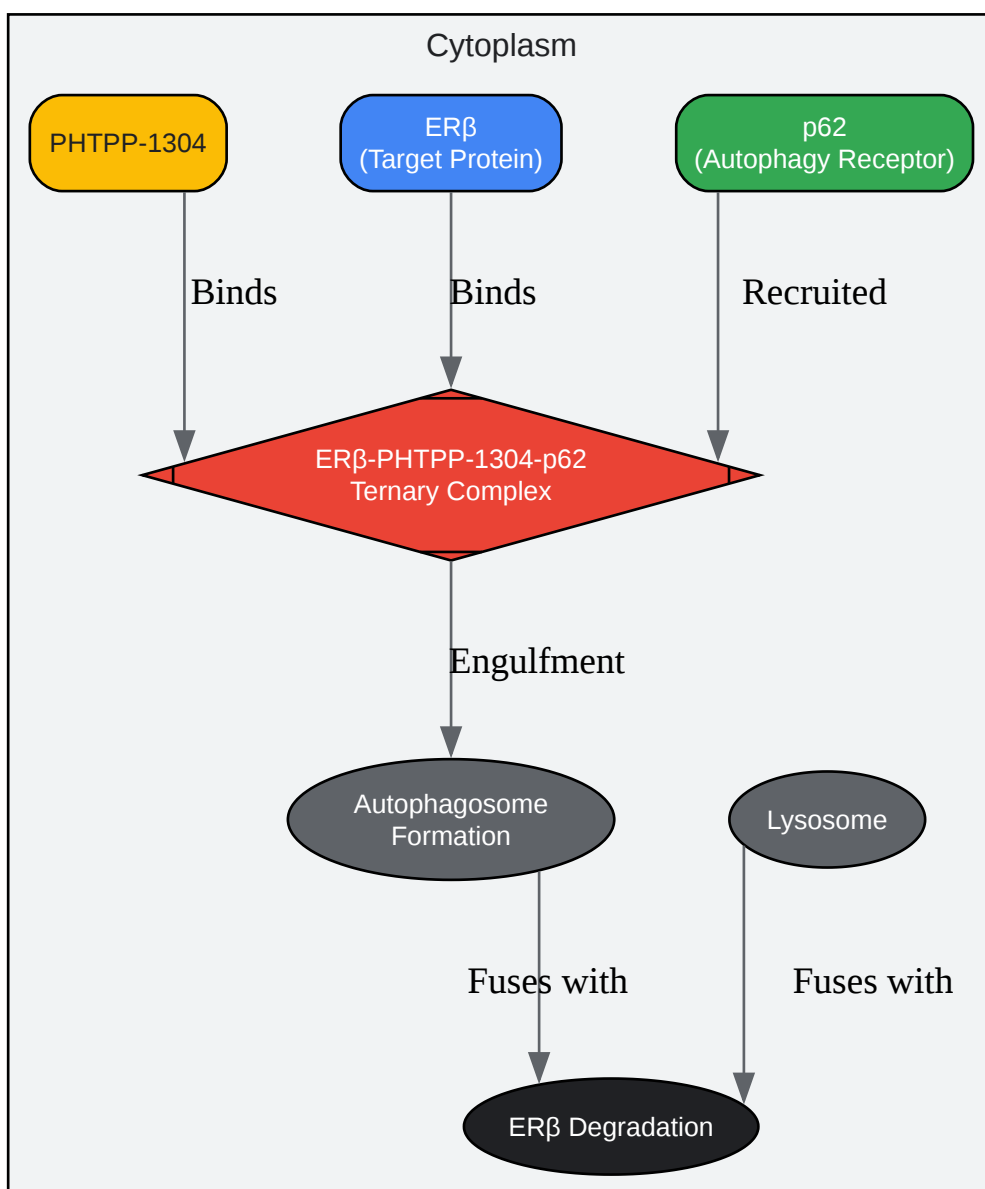 Cytoplasm
PHTPP-1304
ERβ
(Target Protein)
p62
(Autophagy Receptor)
Binds
Binds
Recruited
ERβ-PHTPP-1304-p62
Ternary Complex
Engulfment
Autophagosome
Formation
Lysosome
Fuses with
Fuses with
ERβ Degradation